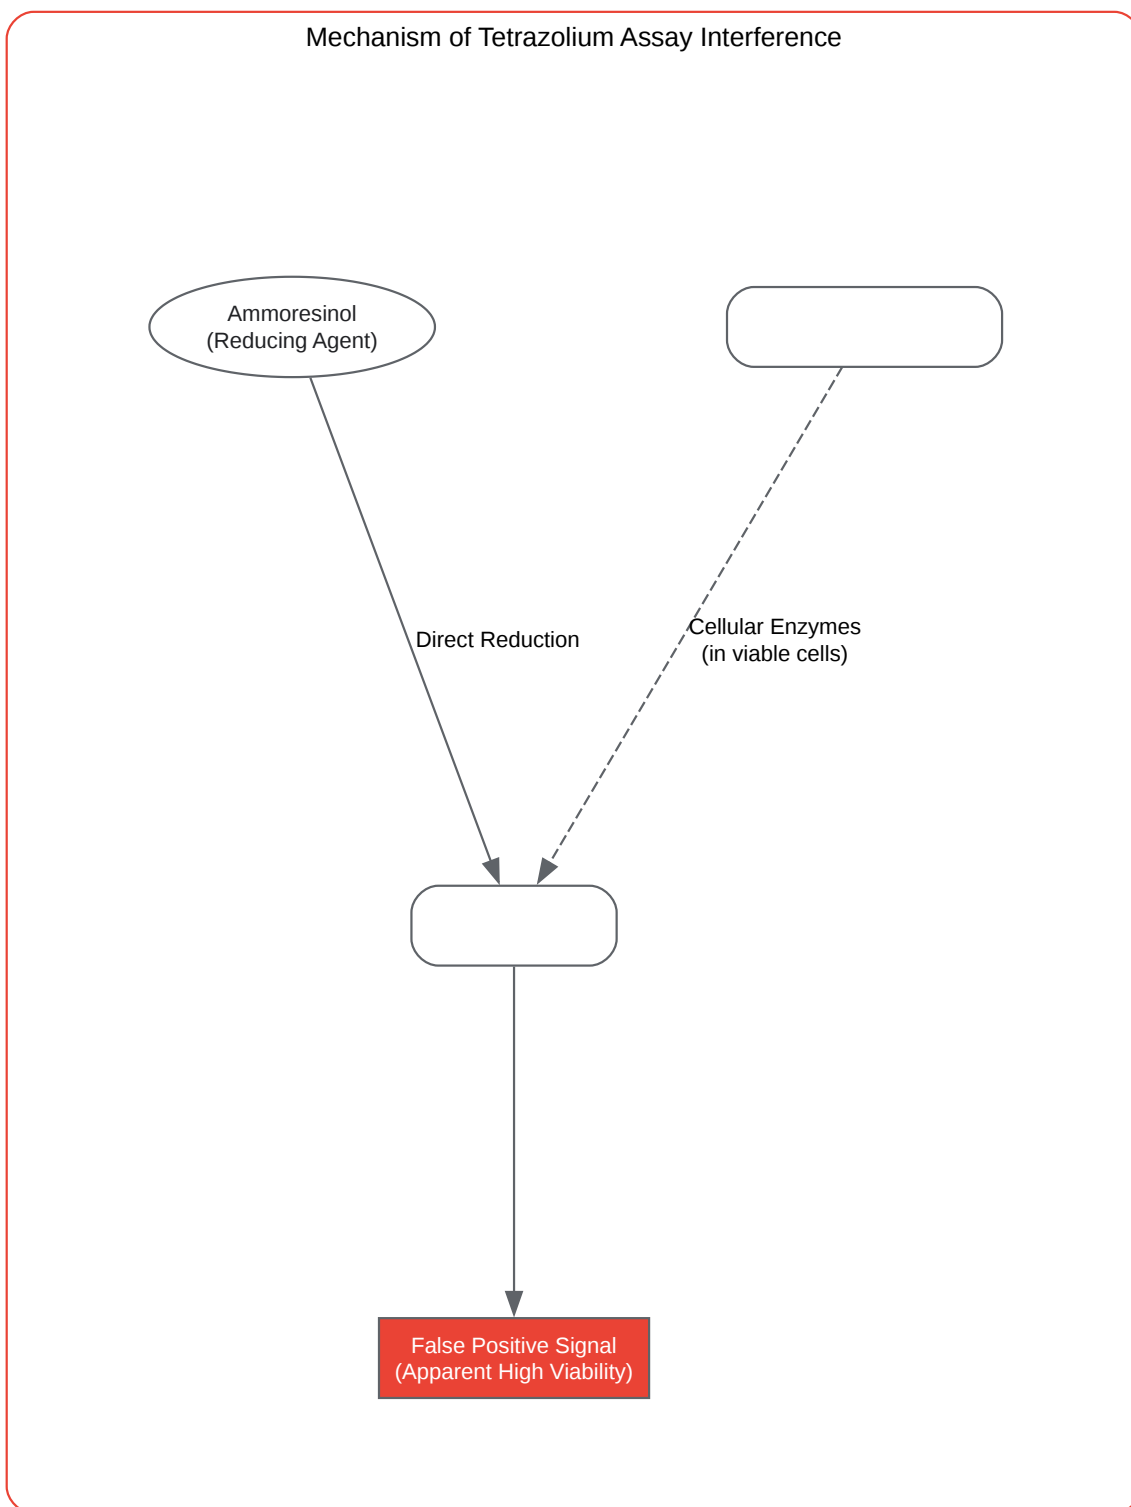 Mechanism of Tetrazolium Assay Interference
Ammoresinol
(Reducing Agent)
Direct Reduction
Cellular Enzymes
(in viable cells)
False Positive Signal
(Apparent High Viability)